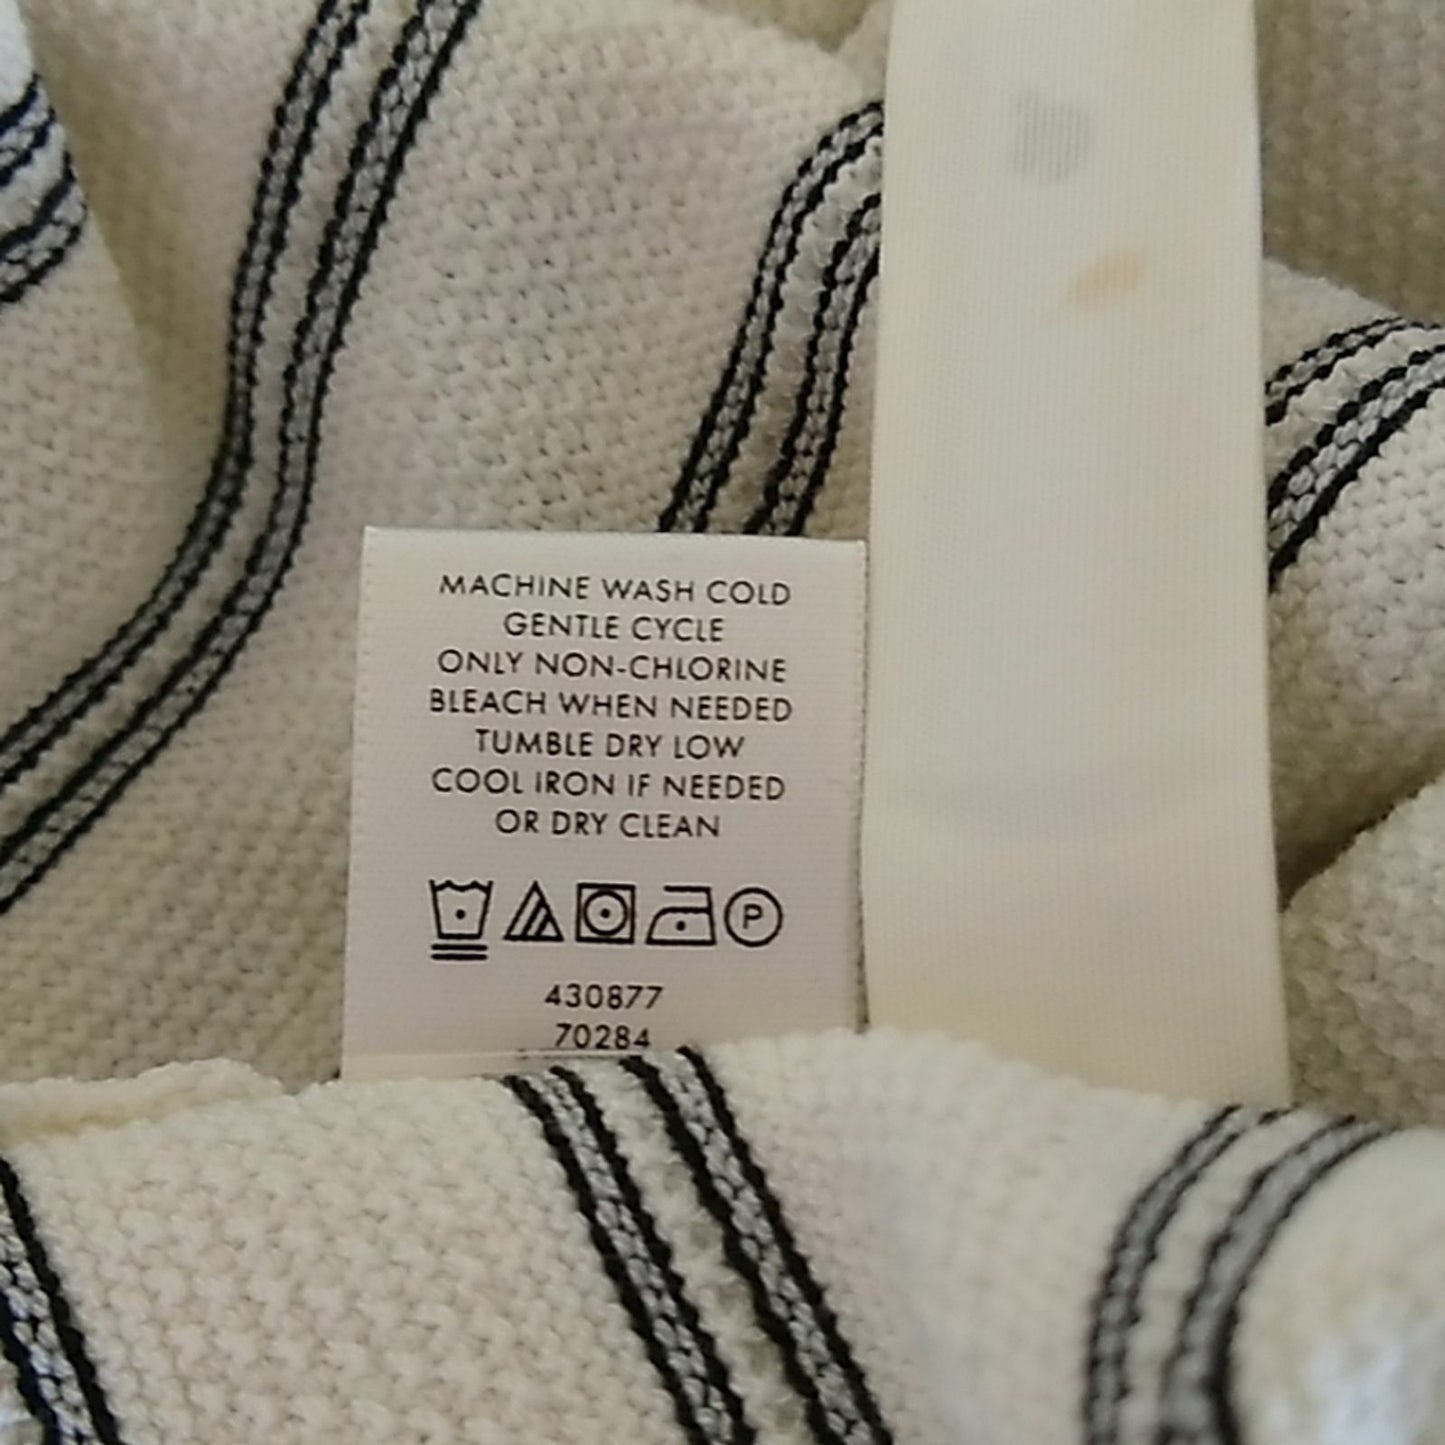 MACHINE WASH COLD
GENTLE CYCLE
ONLY NON-CHLORINE
BLEACH WHEN NEEDED
TUMBLE DRY LOW
COOL IRON IF NEEDED
OR DRY CLEAN
P
430877
70284